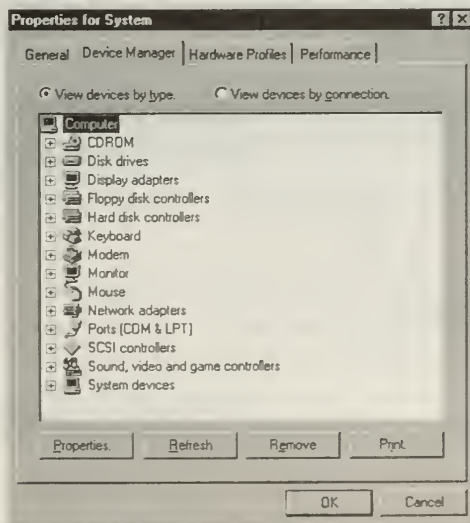 Properties for System
General Device Manager Hardware Profiles Performance
View devices by type. View devices by connection.
Computer
CDROM
Disk drives
Display adapters
Floppy disk controllers
Hard disk controllers
Keyboard
Modem
Monitor
Mouse
Network adapters
Ports (COM & LPT)
SCSI controllers
Sound, video and game controllers
System devices
Properties. Refresh Remove Print.
OK Cancel